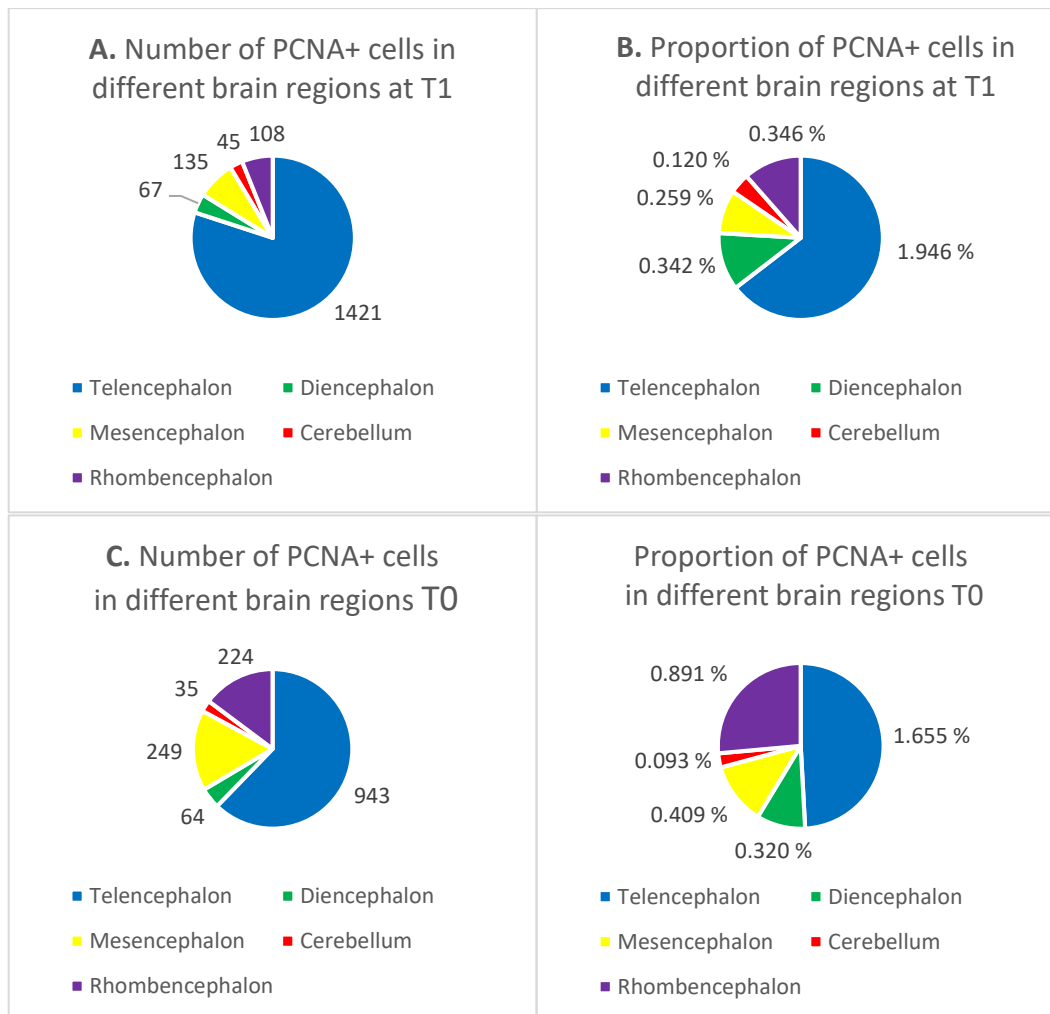 A. Number of PCNA+ cells in
different brain regions at T1
45
108
135
67
1421
Telencephalon
Diencephalon
Mesencephalon
Cerebellum
Rhombencephalon
B. Proportion of PCNA+ cells in
different brain regions at T1
0.346 %
0.120 %
0.259 %
0.342 %
1.946 %
Telencephalon
Diencephalon
Mesencephalon
Cerebellum
Rhombencephalon
C. Number of PCNA+ cells
in different brain regions T0
224
35
249
64
943
Telencephalon
Diencephalon
Mesencephalon
Cerebellum
Rhombencephalon
Proportion of PCNA+ cells
in different brain regions T0
0.891 %
1.655 %
0.093 %
0.409 %
0.320 %
Telencephalon
Diencephalon
Mesencephalon
Cerebellum
Rhombencephalon